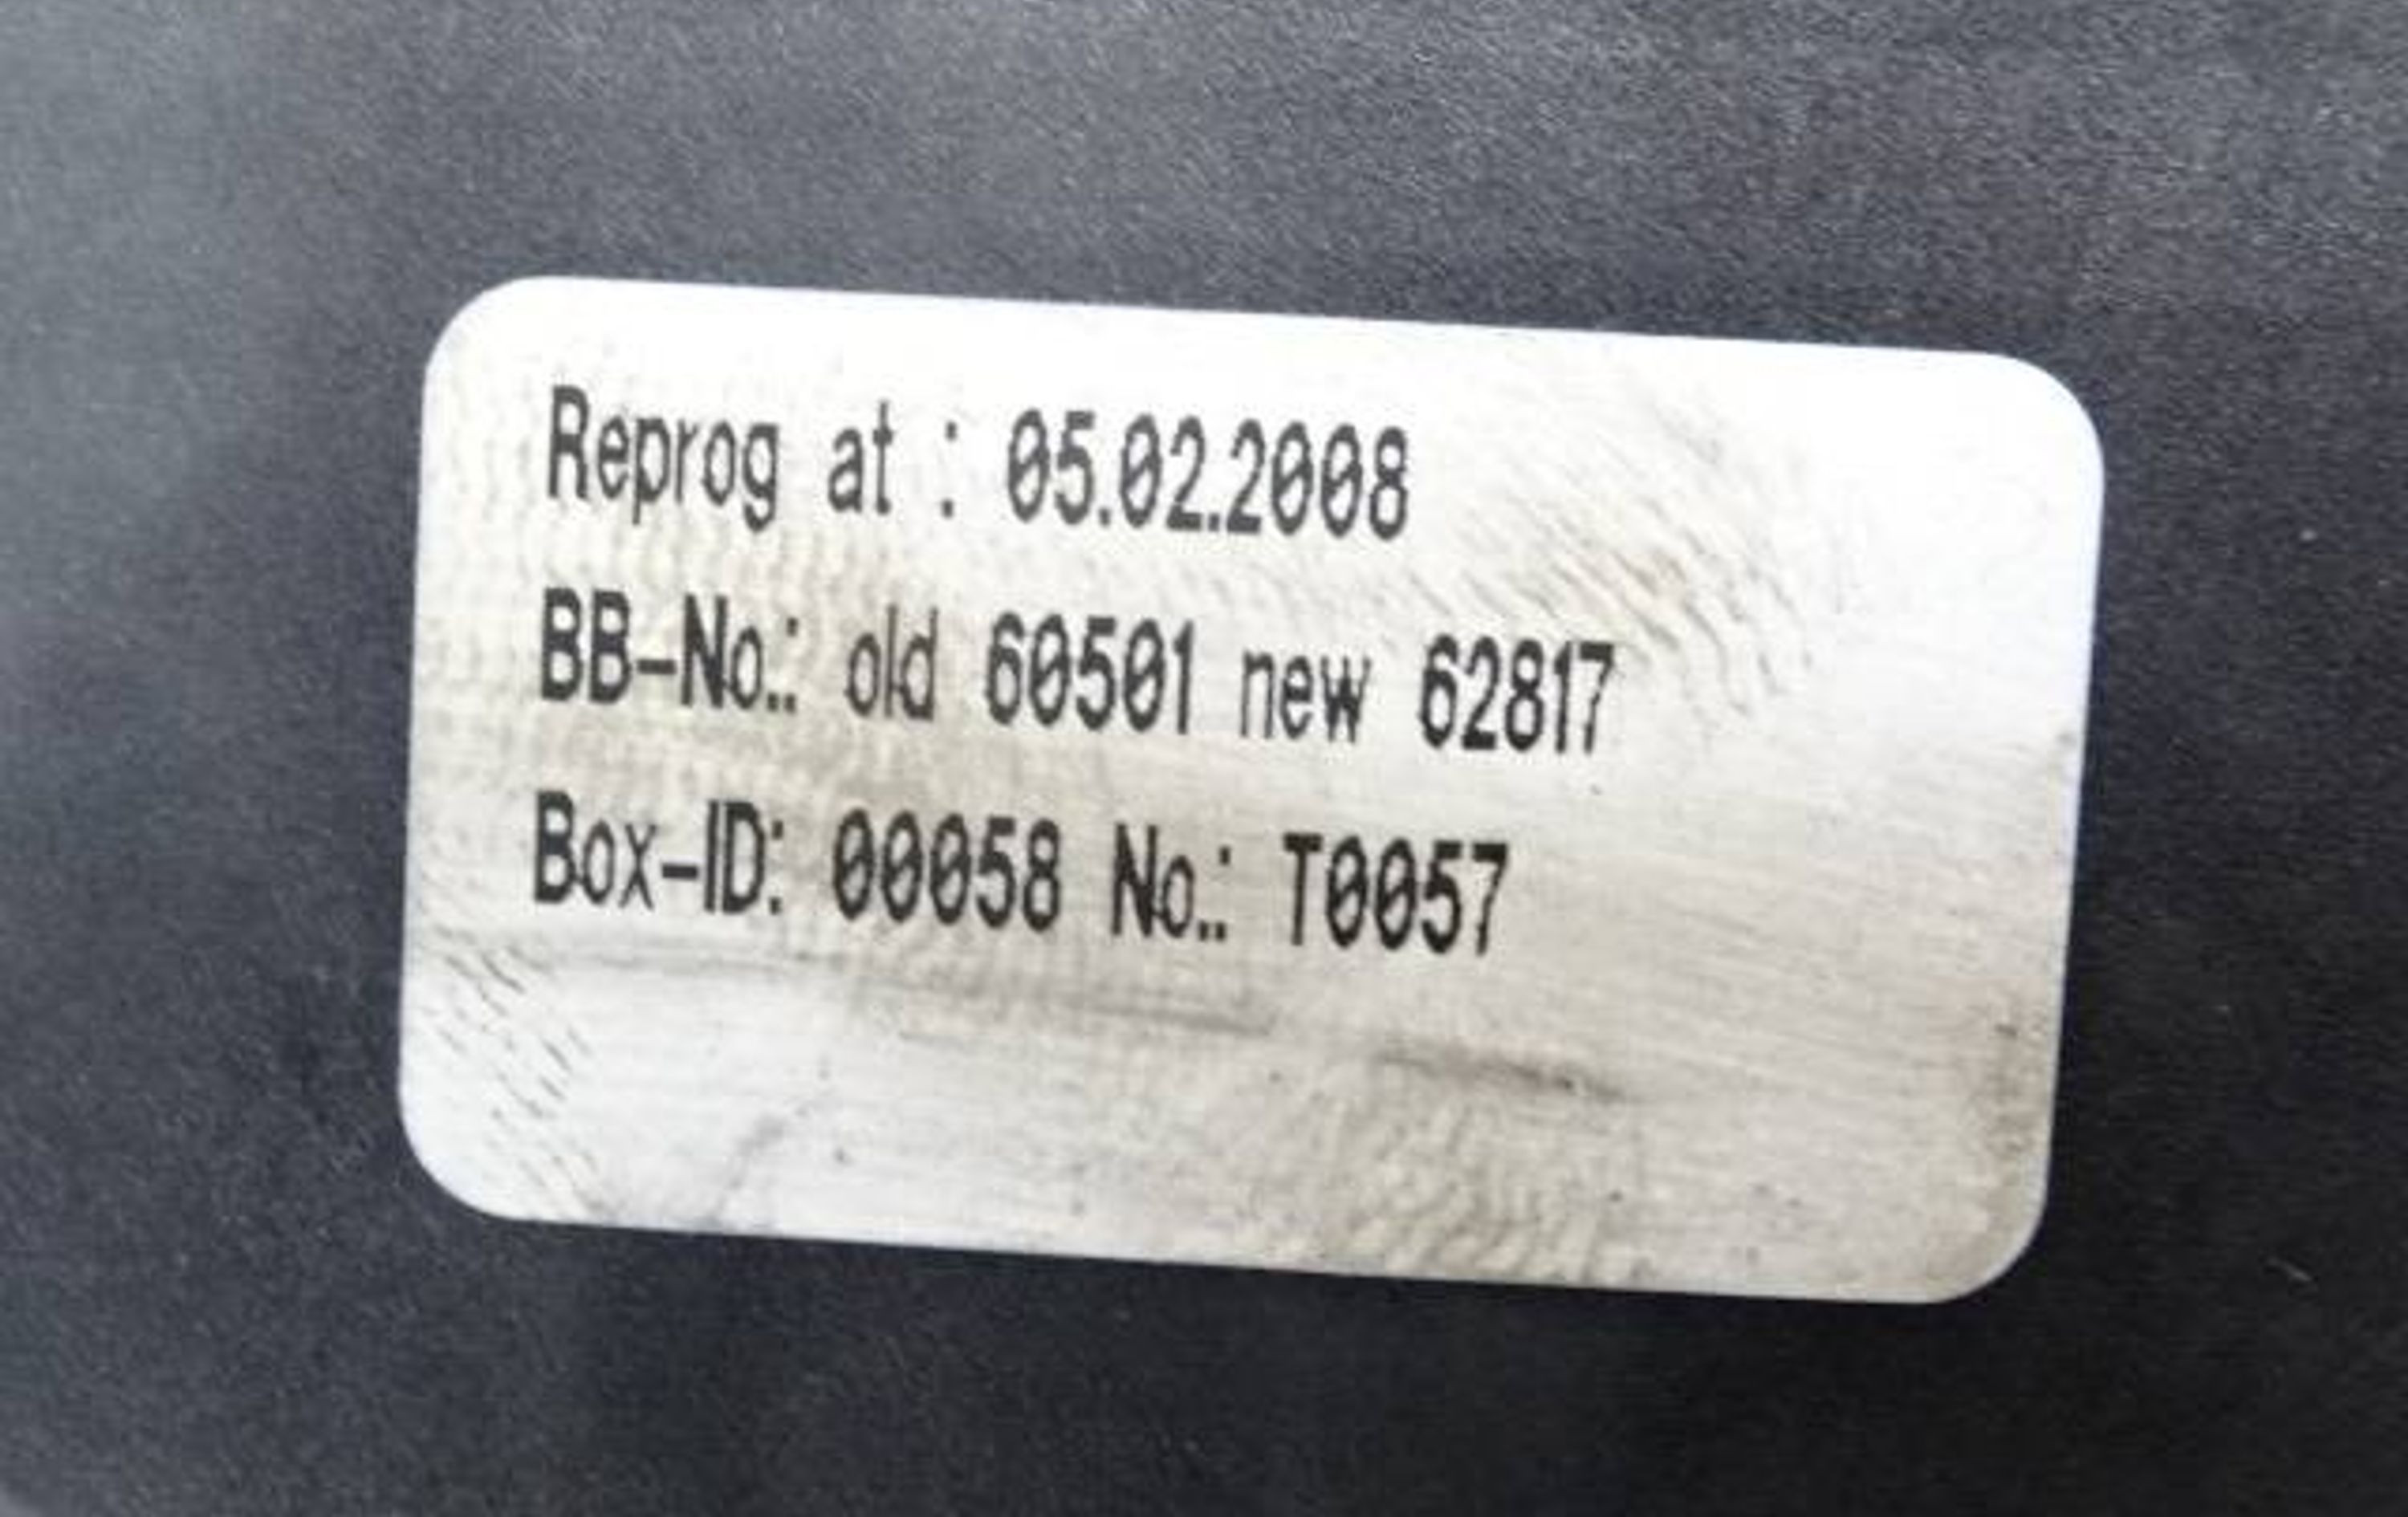 Reprog at : 05.02.2008
BB-No.: old 60501 new 62817
Box-ID: 00058 No.: T0057